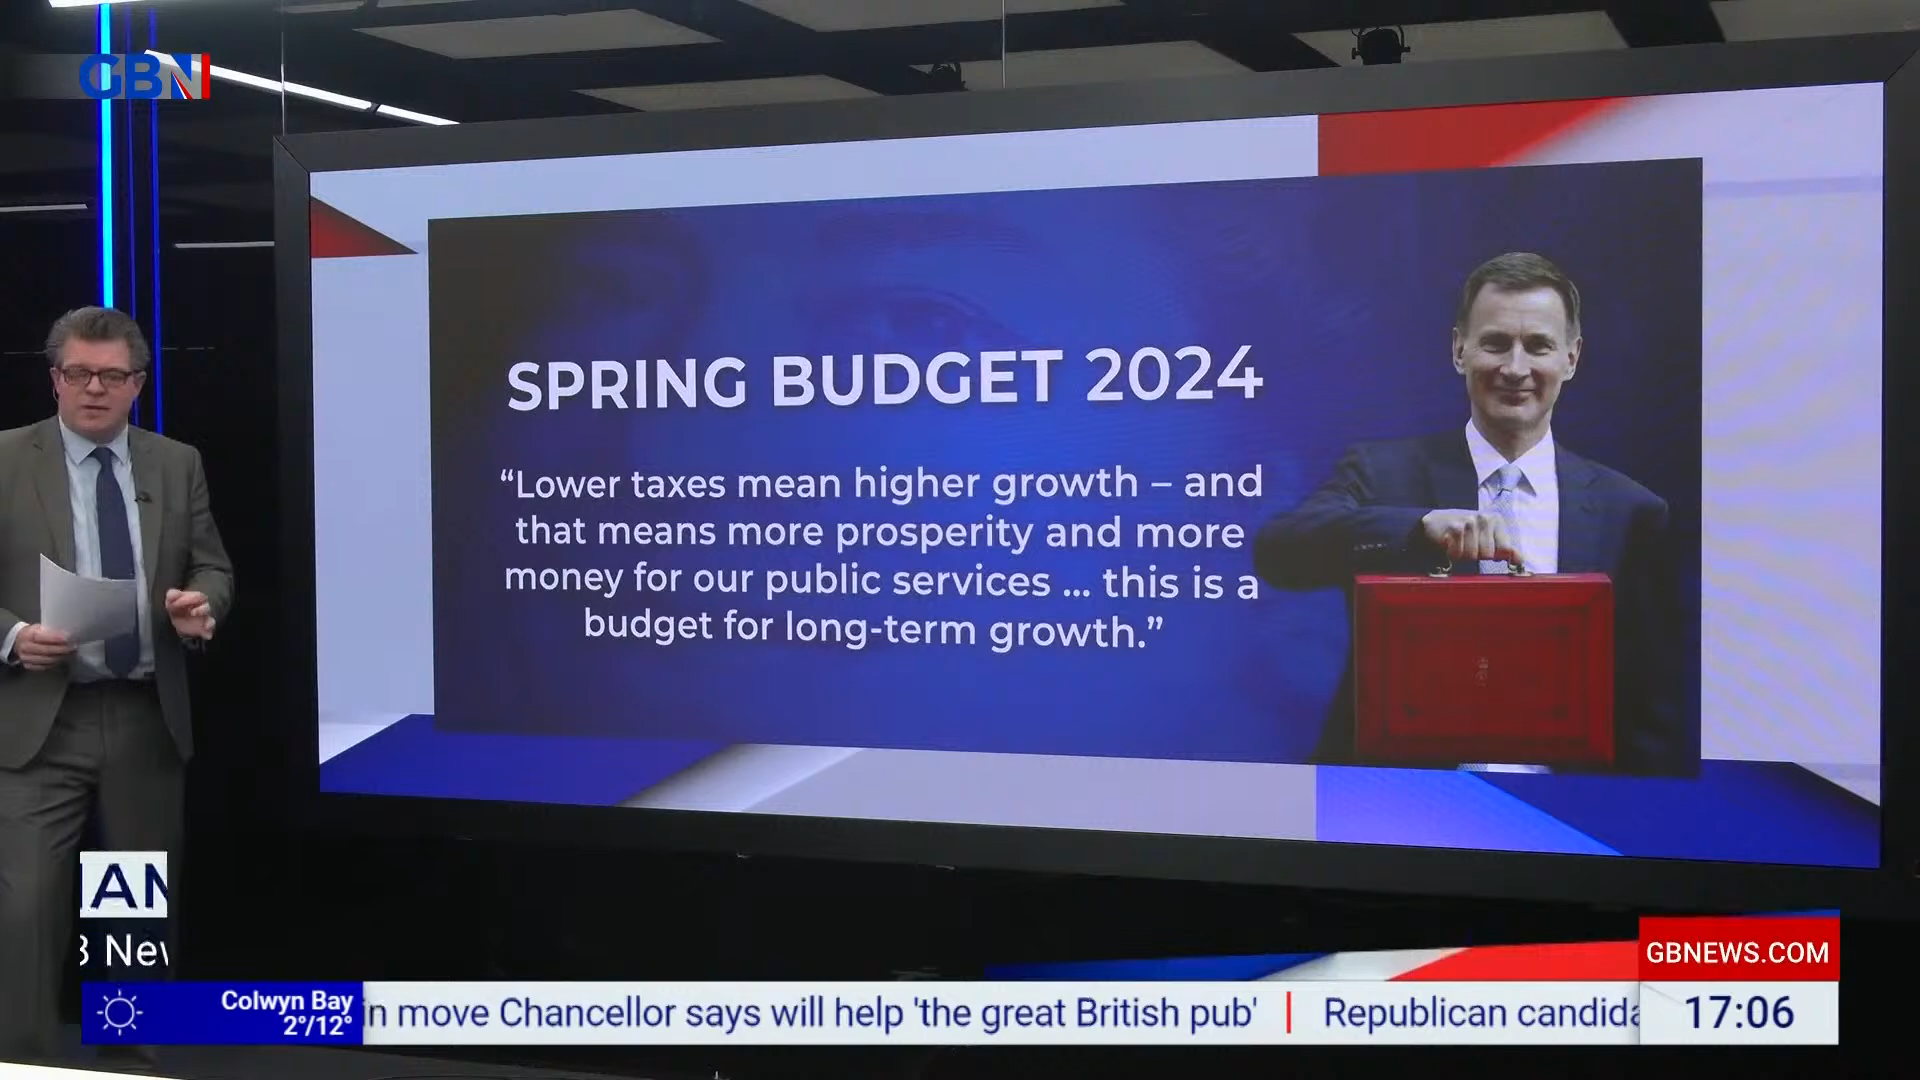 GBN
SPRING BUDGET 2024
“Lower taxes mean higher growth – and
that means more prosperity and more
money for our public services ... this is a
budget for long-term growth.”
GBNEWS.COM
Colwyn Bay
2°/12°
in move Chancellor says will help 'the great British pub' | Republican candida
17:06